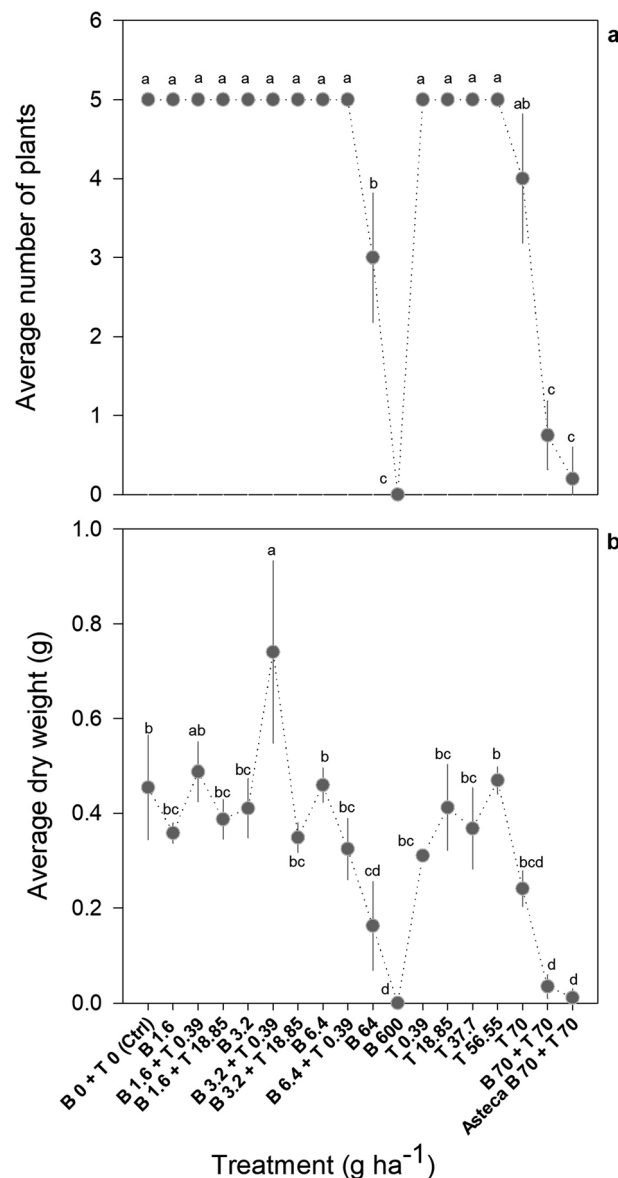 a
6
a a a a a a a a a a a a a
5
ab
4
b
3
2
1
c c
c
0
Average number of plants
b
1.0
a
0.8
b ab b bc b
0.6
bc bc bc bc bc
0.4
bc bc bc
cd bcd
0.2
d d d
0.0
Average dry weight (g)
B 0 + T 0 (Ctrl)
B 1.6
B 1.6 + T 0.39
B 1.6 + T 18.85
B 3.2
B 3.2 + T 0.39
B 3.2 + T 18.85
B 6.4
B 6.4 + T 0.39
B 64
B 600
T 0.39
T 18.85
T 37.7
T 56.55
T 70
B 70 + T 70
Asteca B 70 + T 70
Treatment (g ha⁻¹)